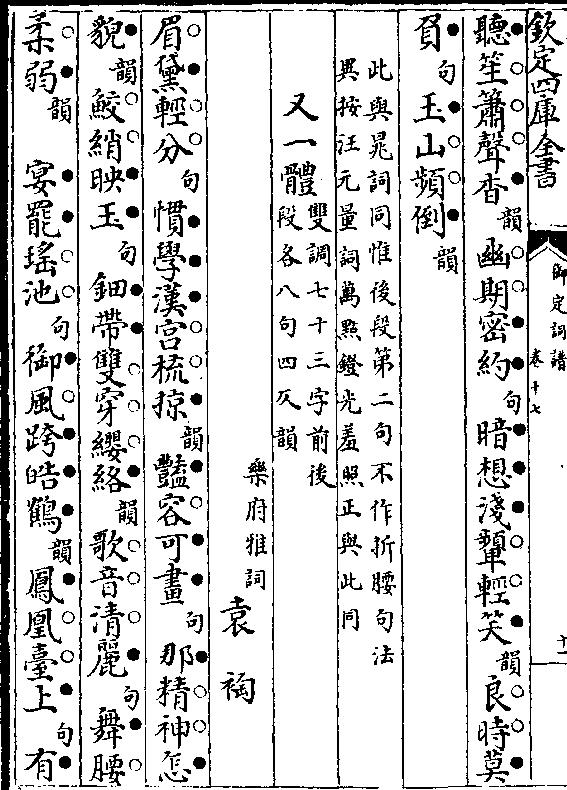 欽定四庫全書
御定詞譜
卷十七
十一
聽笙簫聲杳韻幽期密約句暗想淺顰輕笑韻良時莫
負句玉山頻倒韻
此與晁詞同惟後段第二句不作折腰句法
異按汪元量詞萬點鐙光羞照正與此同
又一體雙調七十三字前後
段各八句四仄韻
樂府雅詞 袁裪
眉黛輕分句慣學漢宮梳掠韻豔容可畫句那精神怎
貌韻鮫綃映玉句鈿帶雙穿纓絡韻歌音清麗句舞腰
柔弱韻 宴罷瑤池句御風跨皓鶴韻鳳凰臺上句有